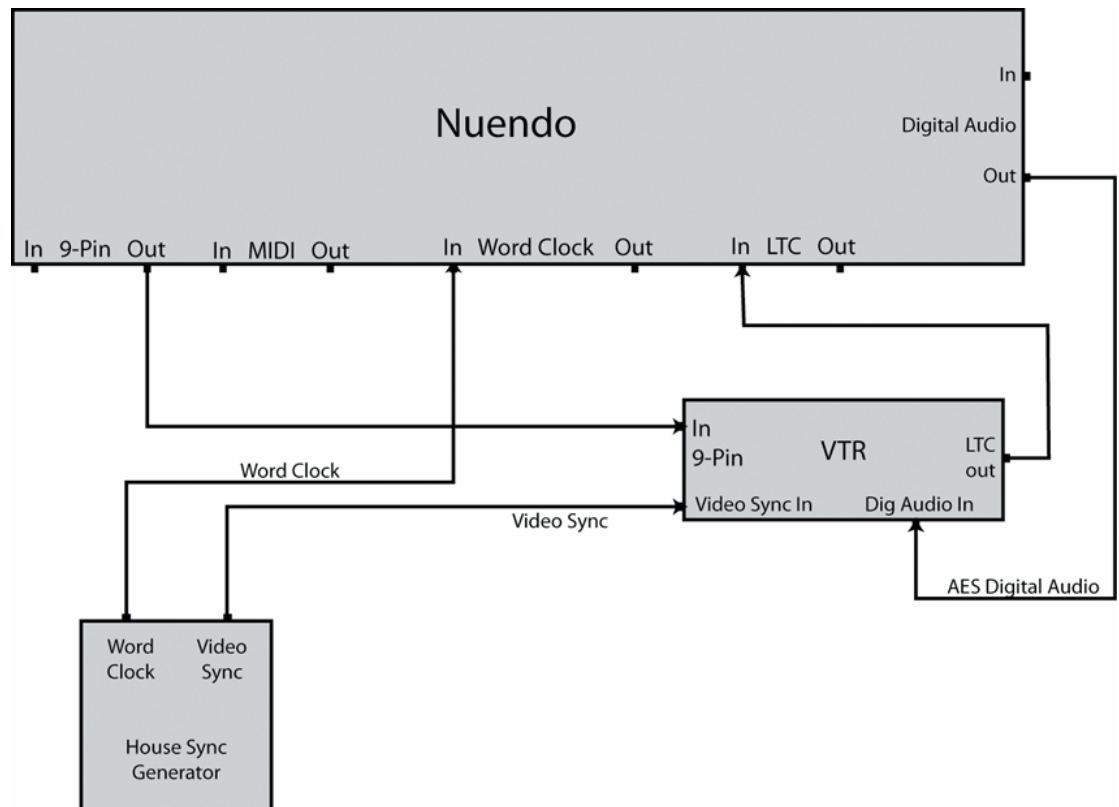 In
Nuendo
Digital Audio
Out
In 9-Pin Out In MIDI Out In Word Clock Out In LTC Out
In
9-Pin
VTR
LTC
out
Word Clock
Video Sync In
Dig Audio In
Video Sync
AES Digital Audio
Word
Clock
Video
Sync
House Sync
Generator